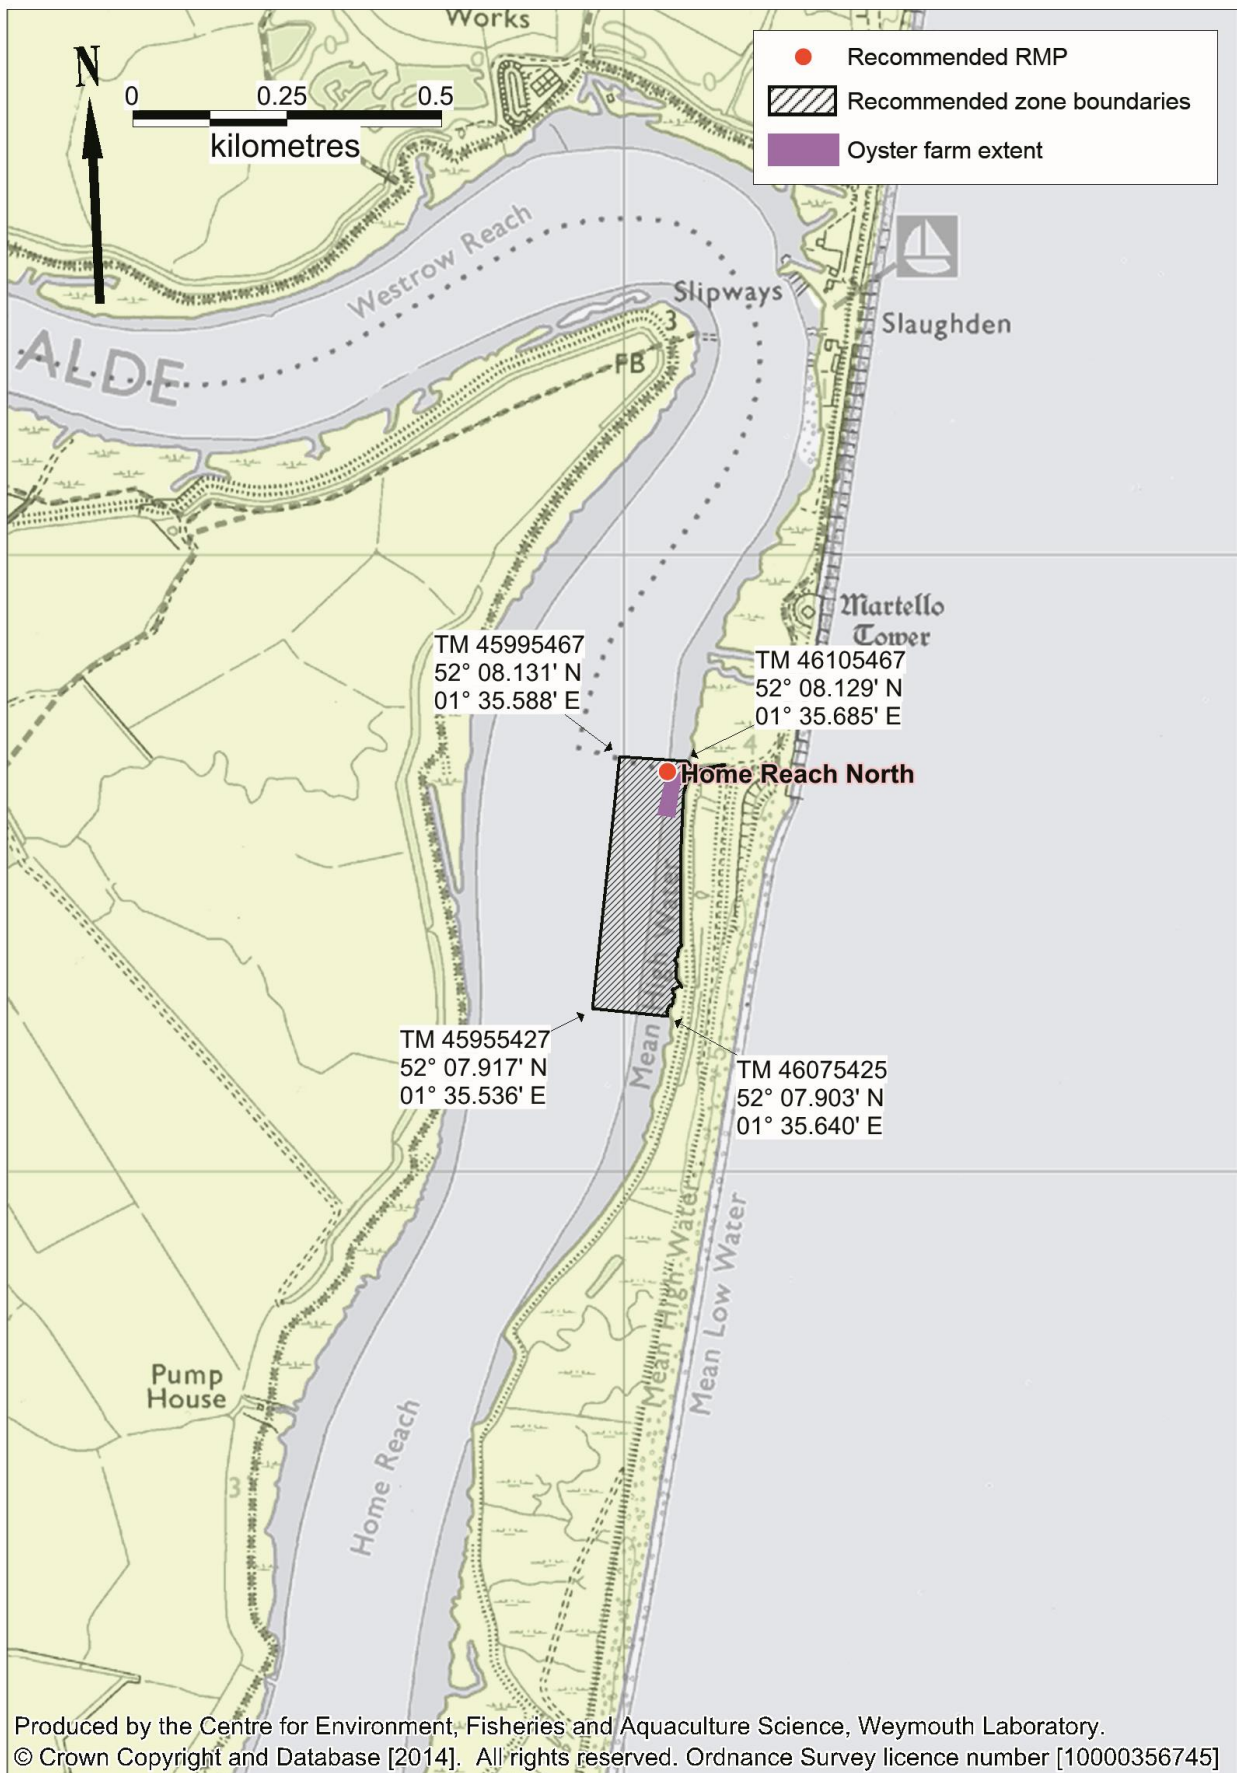 Works
N
0 0.25 0.5
kilometres
Recommended RMP
Recommended zone boundaries
Oyster farm extent
Westrow Reach
Slipways
Slaughden
3
FB
ALDE
Martello
Tower
TM 45995467
52° 08.131' N
01° 35.588' E
TM 46105467
52° 08.129' N
01° 35.685' E
4
Home Reach North
Mean High Water
TM 45955427
52° 07.917' N
01° 35.536' E
TM 46075425
52° 07.903' N
01° 35.640' E
5
Mean High Water
Mean Low Water
Pump
House
3
Home Reach
Produced by the Centre for Environment, Fisheries and Aquaculture Science, Weymouth Laboratory.
© Crown Copyright and Database [2014]. All rights reserved. Ordnance Survey licence number [10000356745]